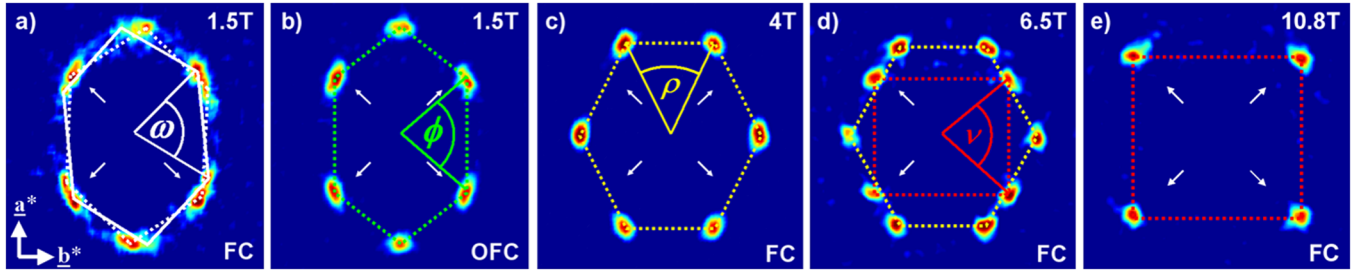 a) 1.5T
ω
a*
b*
FC
b) 1.5T
ϕ
OFC
c) 4T
ρ
FC
d) 6.5T
ν
FC
e) 10.8T
FC